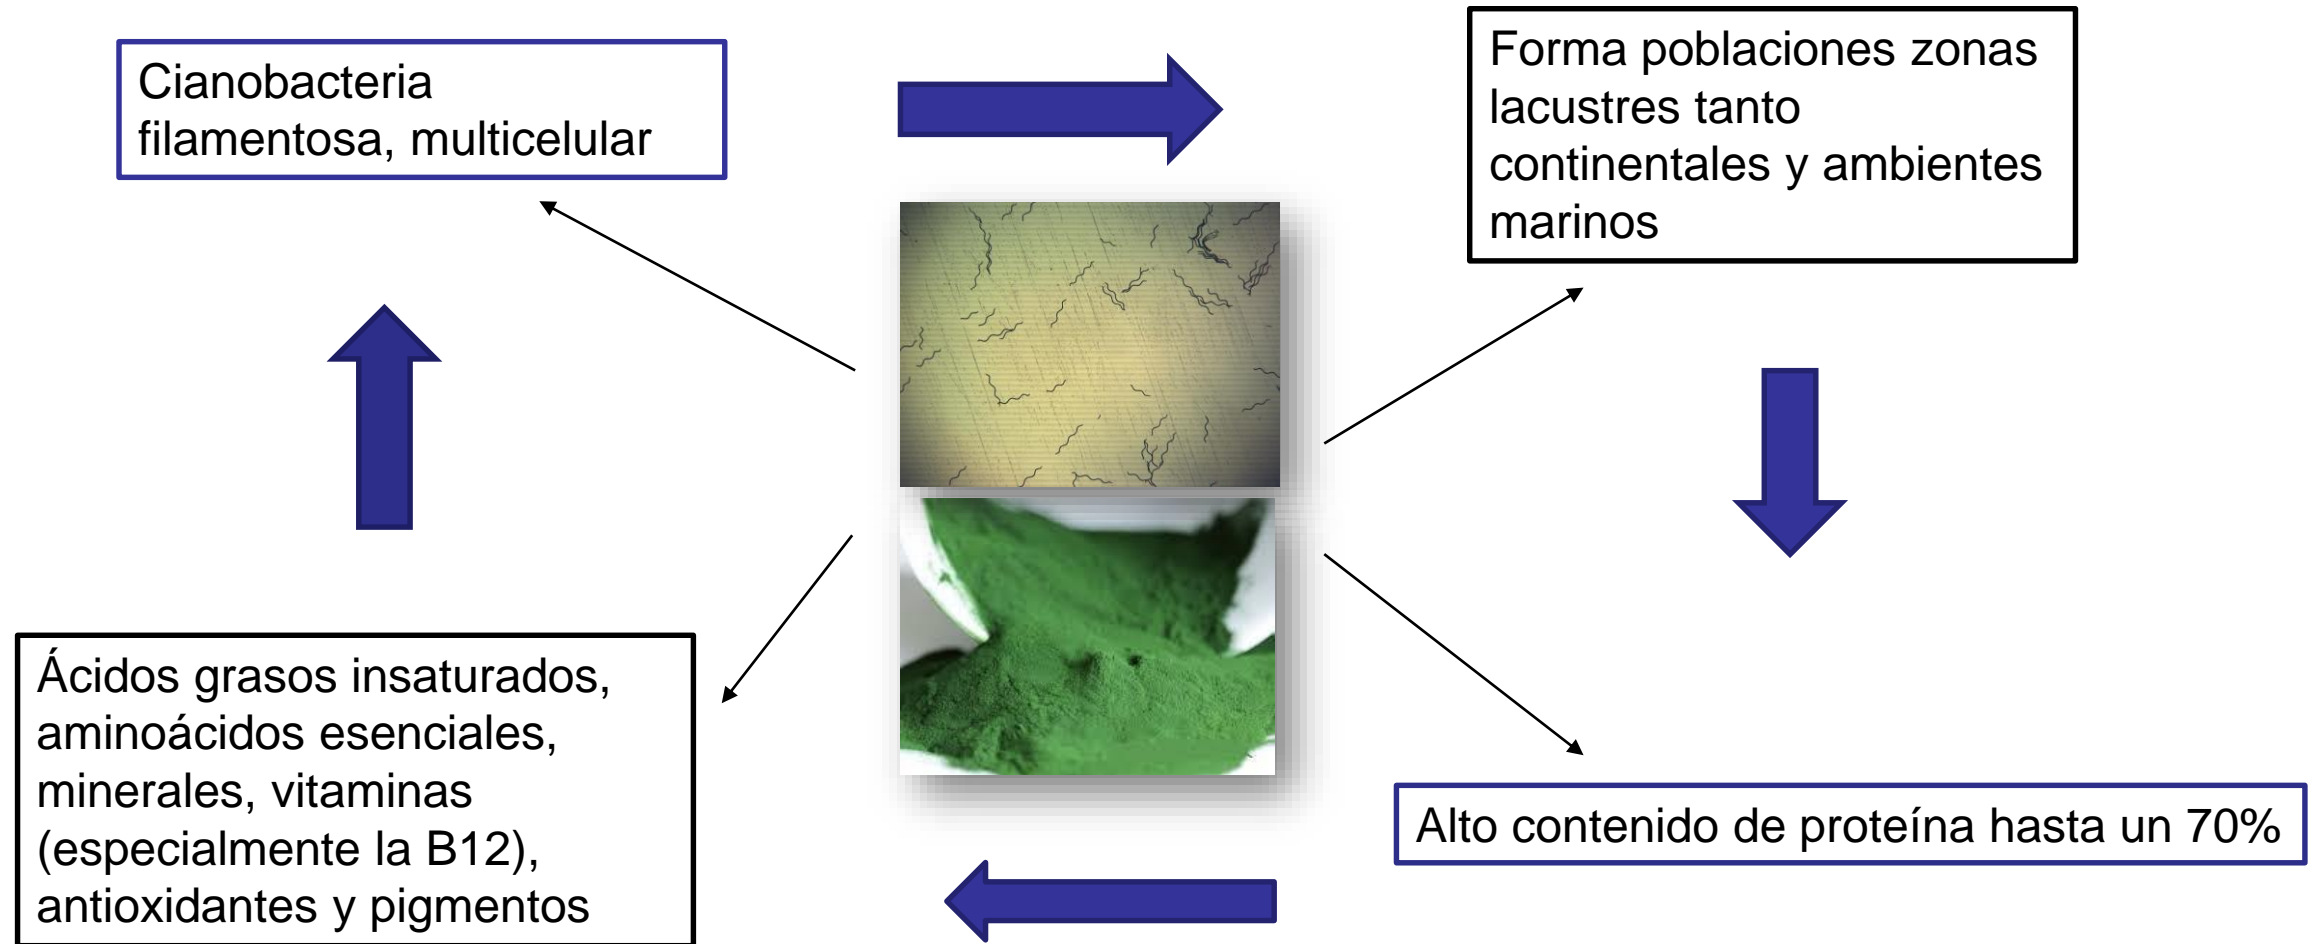 Cianobacteria
filamentosa, multicelular
Forma poblaciones zonas
lacustres tanto
continentales y ambientes
marinos
Ácidos grasos insaturados,
aminoácidos esenciales,
minerales, vitaminas
(especialmente la B12),
antioxidantes y pigmentos
Alto contenido de proteína hasta un 70%